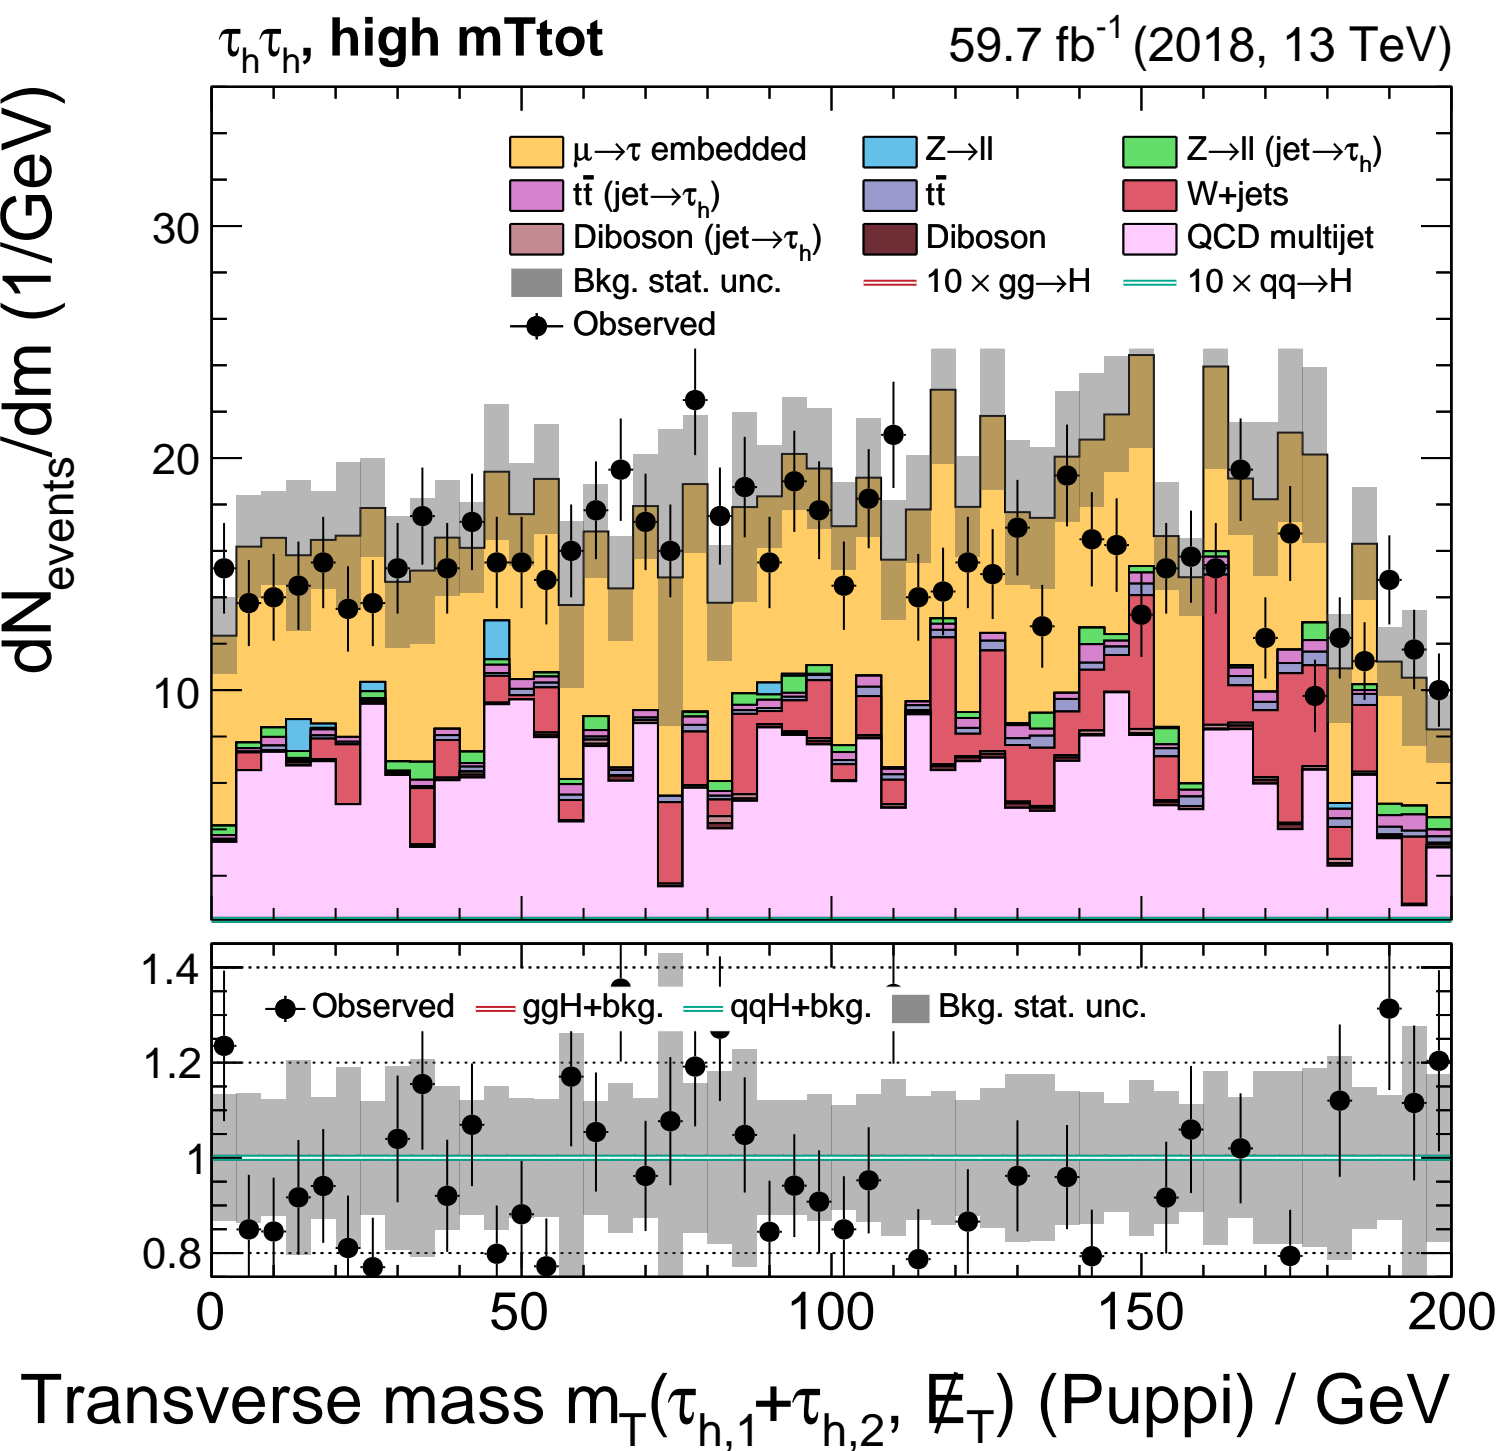 τhτh, high mTtot
59.7 fb-1 (2018, 13 TeV)
dNevents/dm (1/GeV)
μ→τ embedded
Z→ll
Z→ll (jet→τh)
tt̄ (jet→τh)
tt̄
W+jets
Diboson (jet→τh)
Diboson
QCD multijet
Bkg. stat. unc.
10 × gg→H
10 × qq→H
Observed
30
20
10
1.4
1.2
1
0.8
Observed
ggH+bkg.
qqH+bkg.
Bkg. stat. unc.
0
50
100
150
200
Transverse mass mT(τh,1+τh,2, E̸T) (Puppi) / GeV